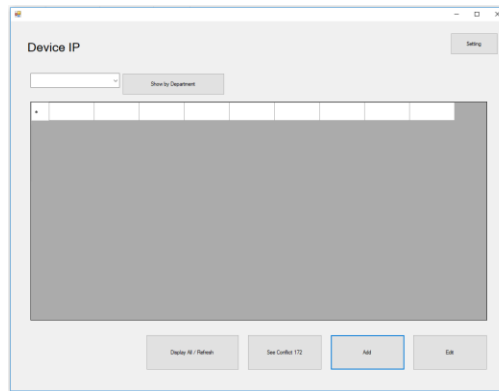 Device IP
Setting
Show by Department
Display All / Refresh
See Conflict 172
Add
Edit